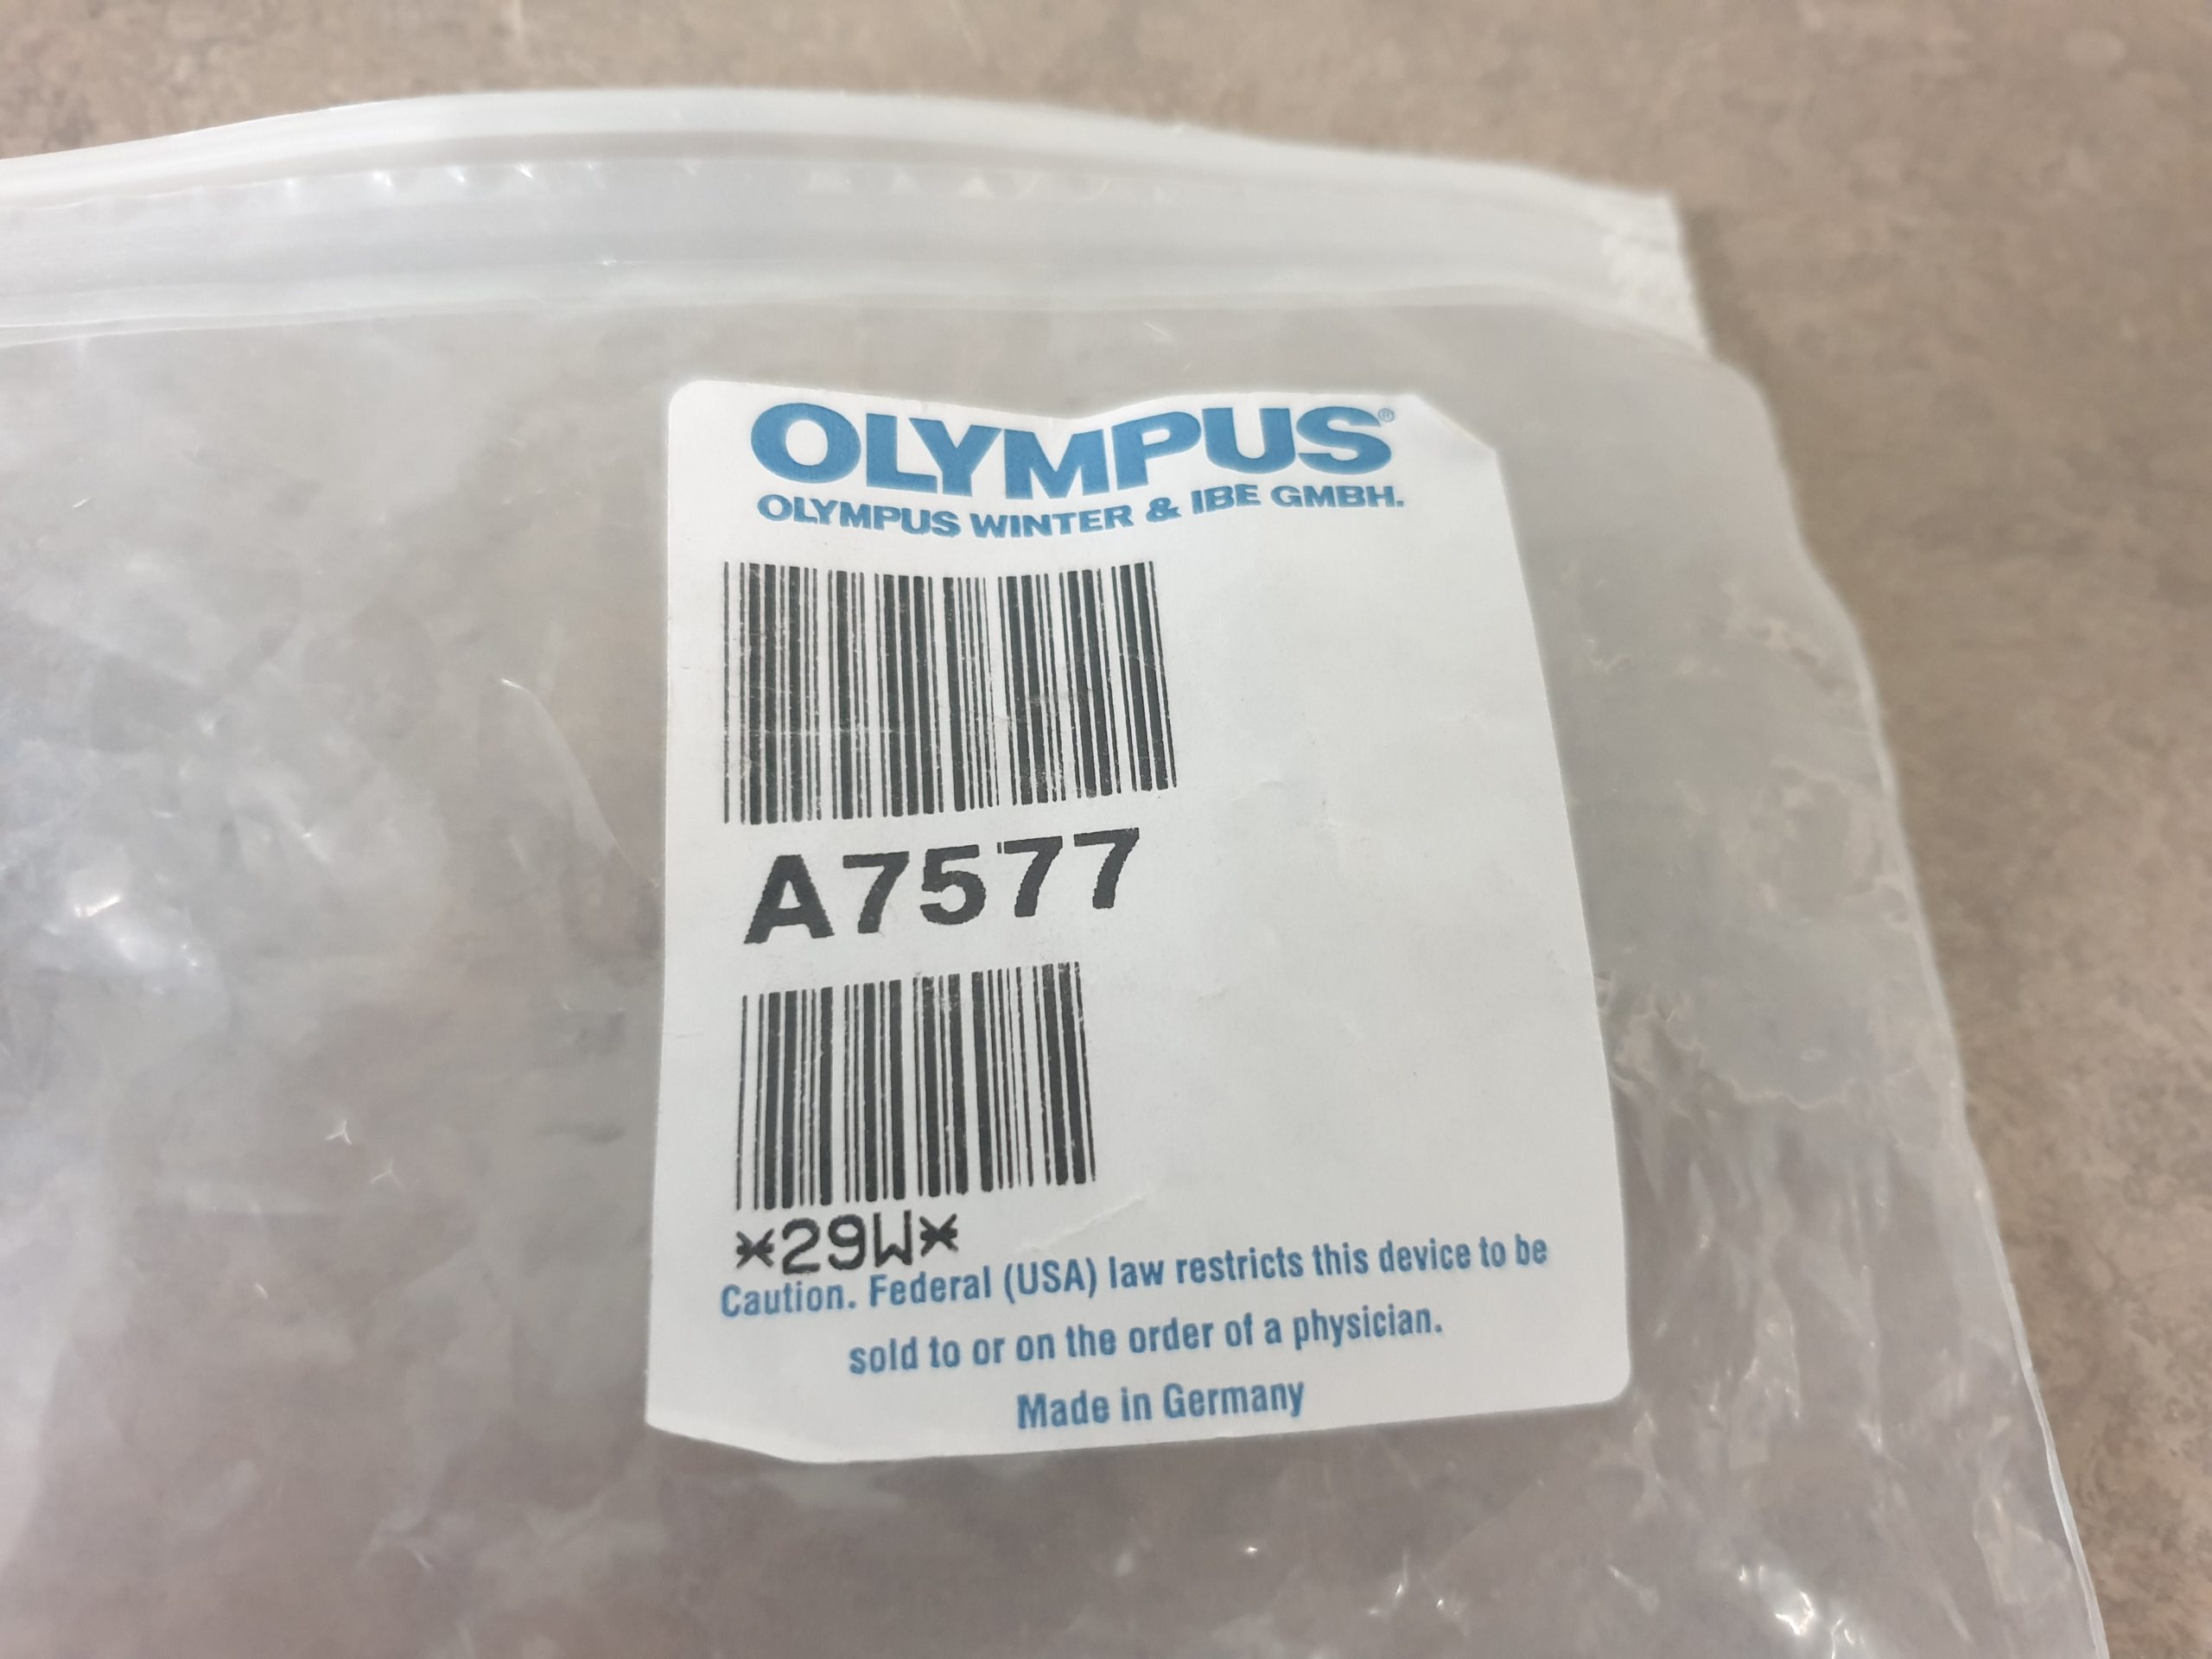 OLYMPUS®
OLYMPUS WINTER & IBE GMBH.
A7577
*29W*
Caution. Federal (USA) law restricts this device to be
sold to or on the order of a physician.
Made in Germany